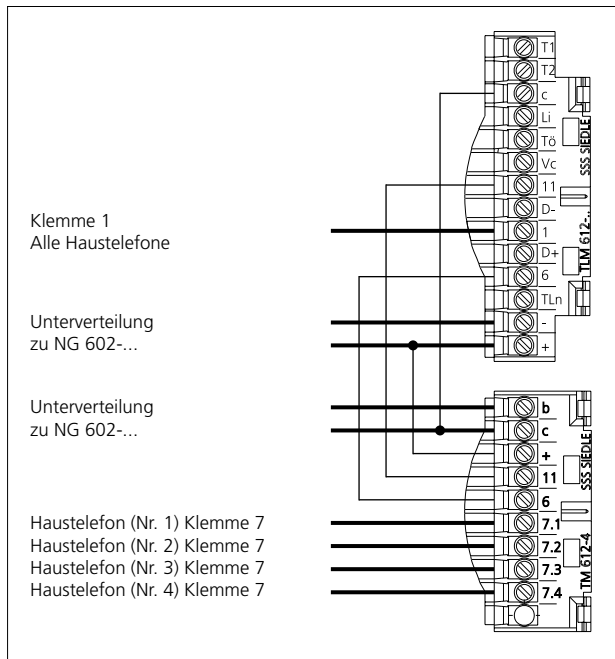 T1
T2
c
Li
Tö
Vc
11
D-
1
D+
6
TLn
-
+
SSS SIEDLE
TLM 612-..
Klemme 1
Alle Haustelefone
Unterverteilung
zu NG 602-...
Unterverteilung
zu NG 602-...
b
c
+
11
6
7.1
7.2
7.3
7.4
SSS SIEDLE
TM 612-4
Haustelefon (Nr. 1) Klemme 7
Haustelefon (Nr. 2) Klemme 7
Haustelefon (Nr. 3) Klemme 7
Haustelefon (Nr. 4) Klemme 7